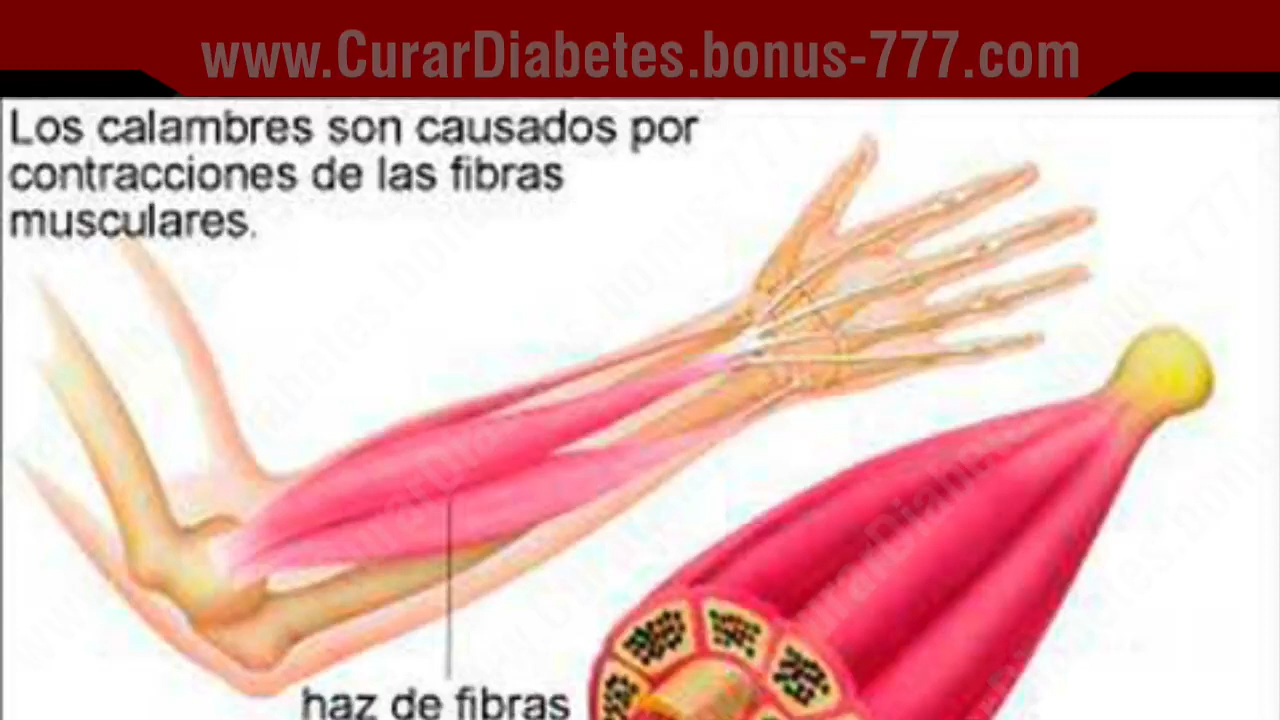 www.CurarDiabetes.bonus-777.com
Los calambres son causados por
contracciones de las fibras
musculares.
haz de fibras